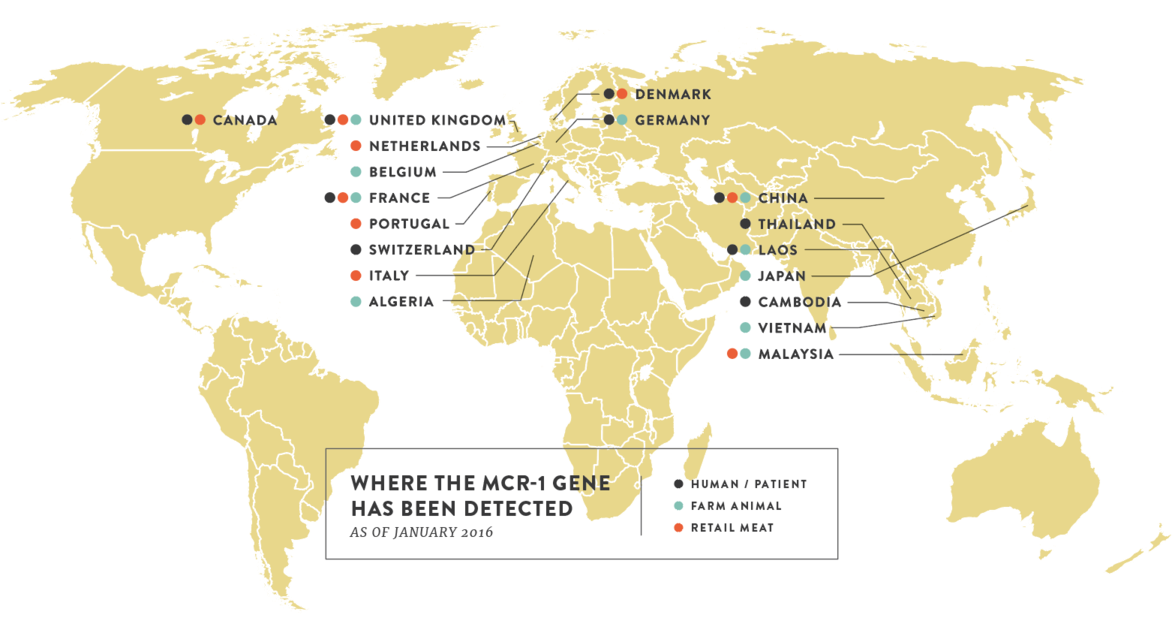 DENMARK
CANADA
UNITED KINGDOM
GERMANY
NETHERLANDS
BELGIUM
FRANCE
PORTUGAL
SWITZERLAND
ITALY
ALGERIA
CHINA
THAILAND
LAOS
JAPAN
CAMBODIA
VIETNAM
MALAYSIA
WHERE THE MCR-1 GENE
HAS BEEN DETECTED
AS OF JANUARY 2016
HUMAN / PATIENT
FARM ANIMAL
RETAIL MEAT